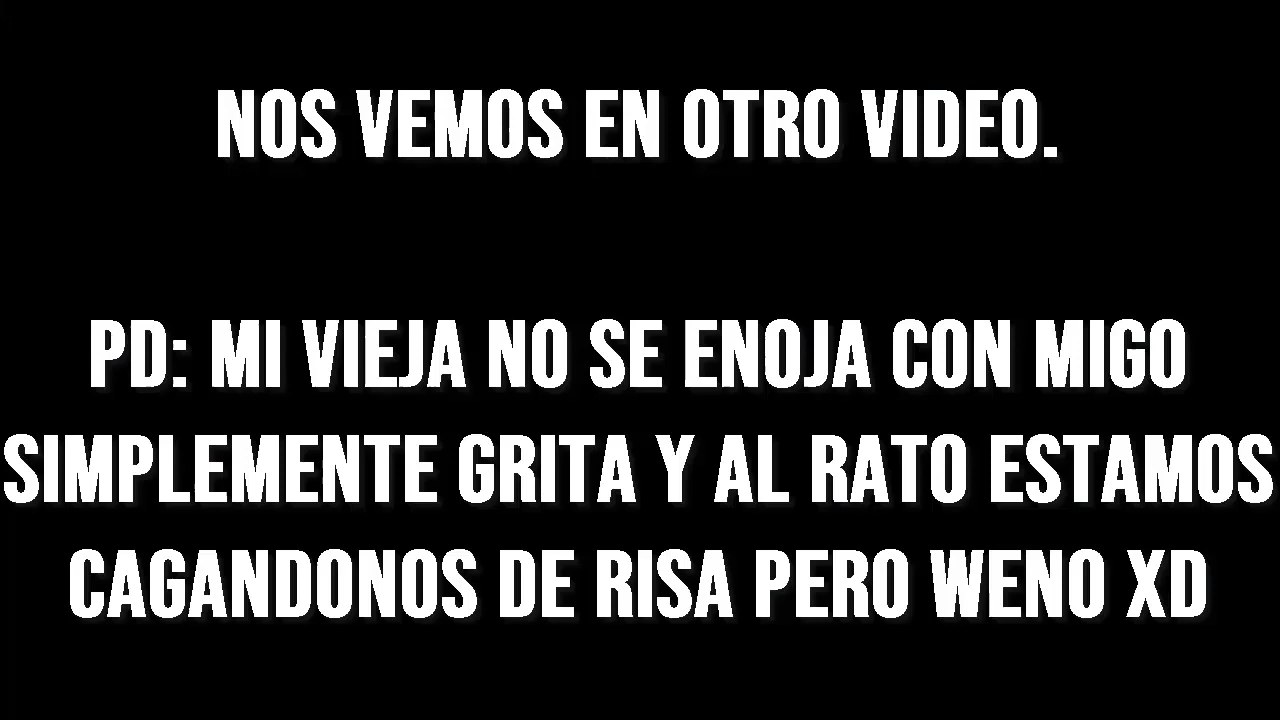 NOS VEMOS EN OTRO VIDEO.
PD: MI VIEJA NO SE ENOJA CON MIGO
SIMPLEMENTE GRITA Y AL RATO ESTAMOS
CAGANDONOS DE RISA PERO WENO XD